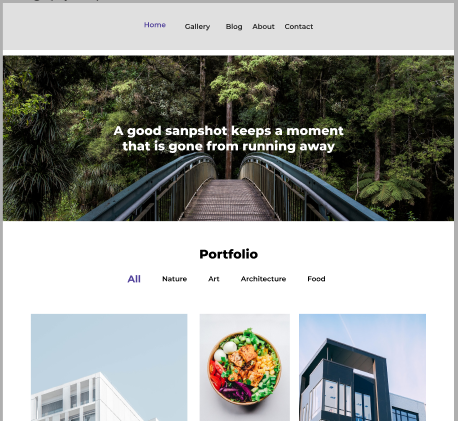 Home Gallery Blog About Contact
A good sanpshot keeps a moment
that is gone from running away
Portfolio
All Nature Art Architecture Food